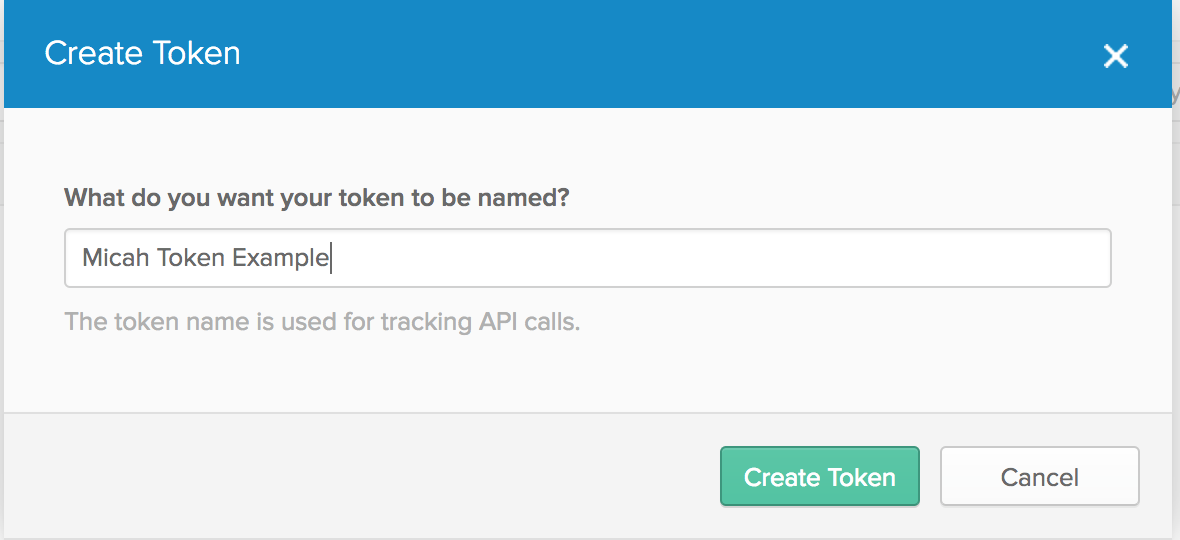 Create Token
What do you want your token to be named?
Micah Token Example
The token name is used for tracking API calls.
Create Token
Cancel